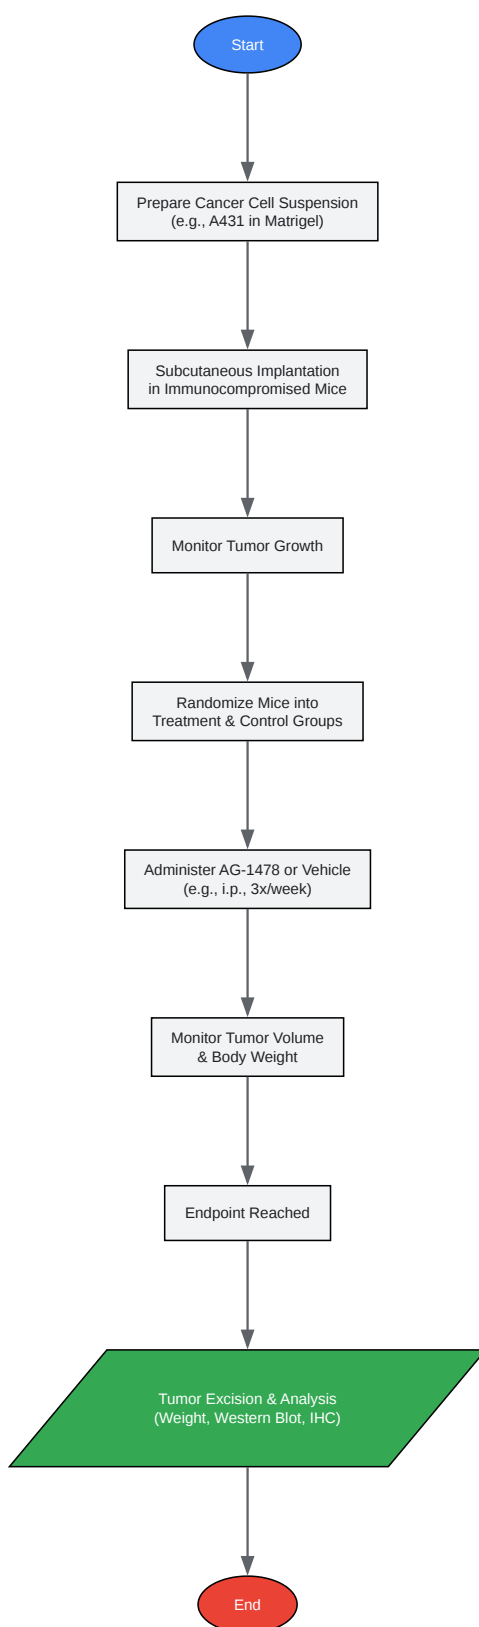 Start
Prepare Cancer Cell Suspension
(e.g., A431 in Matrigel)
Subcutaneous Implantation
in Immunocompromised Mice
Monitor Tumor Growth
Randomize Mice into
Treatment & Control Groups
Administer AG-1478 or Vehicle
(e.g., i.p., 3x/week)
Monitor Tumor Volume
& Body Weight
Endpoint Reached
Tumor Excision & Analysis
(Weight, Western Blot, IHC)
End